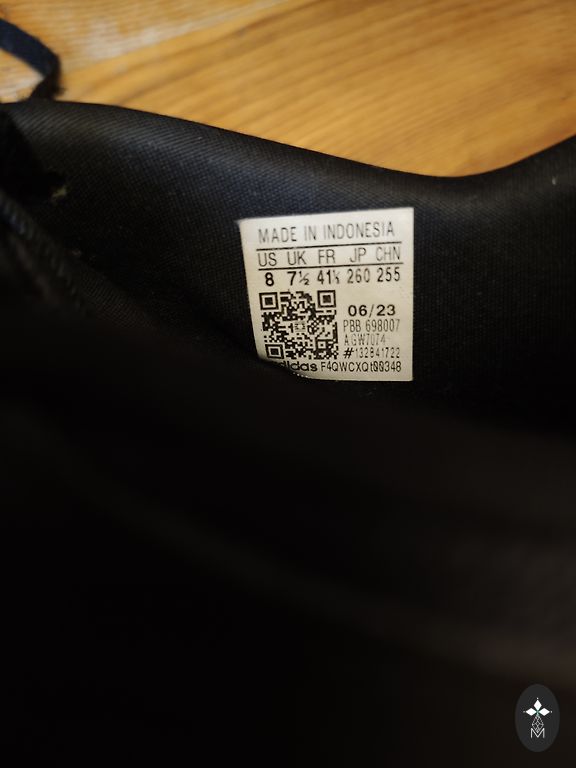 MADE IN INDONESIA
US UK FR JP CHN
8 7½ 41⅓ 260 255
06/23
PBB 698007
AGW7074
#132841722
adidas F4QWCXQt00348